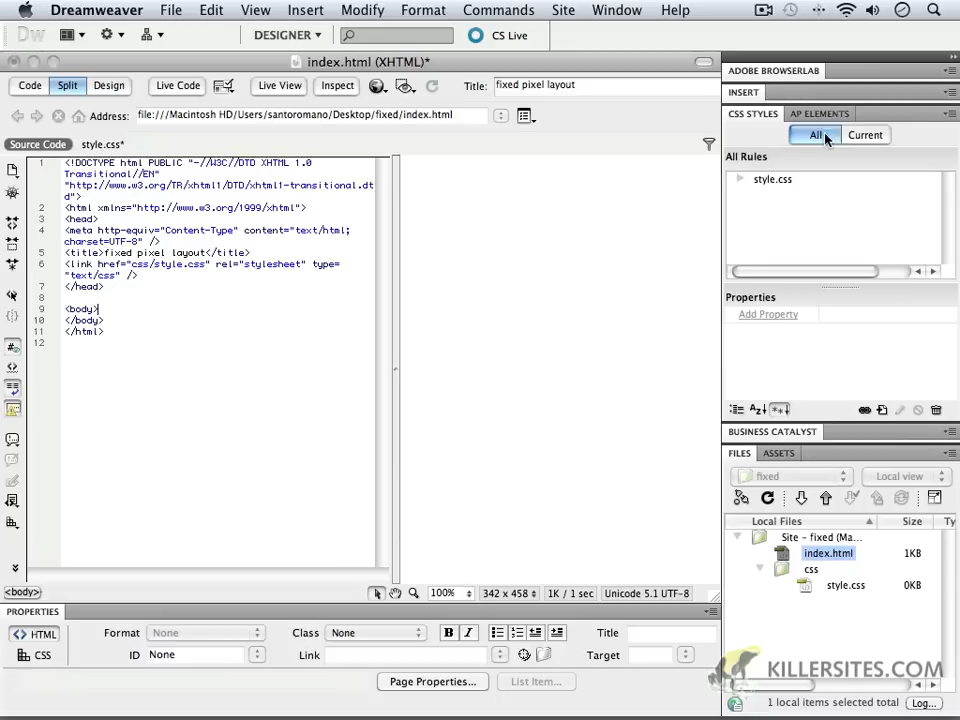 Dreamweaver File Edit View Insert Modify Format Commands Site Window Help
Dw DESIGNER CS Live
index.html (XHTML)*
Code Split Design Live Code Live View Inspect Title: fixed pixel layout
Address: file:///Macintosh HD/Users/santoromano/Desktop/fixed/index.html
Source Code style.css*
1 <!DOCTYPE html PUBLIC "-//W3C//DTD XHTML 1.0
Transitional//EN"
"http://www.w3.org/TR/xhtml1/DTD/xhtml1-transitional.dt
d">
2 <html xmlns="http://www.w3.org/1999/xhtml">
3 <head>
4 <meta http-equiv="Content-Type" content="text/html;
charset=UTF-8" />
5 <title>fixed pixel layout</title>
6 <link href="css/style.css" rel="stylesheet" type=
"text/css" />
7 </head>
8
9 <body>
10 </body>
11 </html>
12
<body> 100% 342 x 458 1K / 1 sec Unicode 5.1 UTF-8
PROPERTIES
<> HTML Format None Class None B I Title
CSS ID None Link Target
Page Properties... List Item...
ADOBE BROWSERLAB
INSERT
CSS STYLES AP ELEMENTS
All Current
All Rules
style.css
Properties
Add Property
BUSINESS CATALYST
FILES ASSETS
fixed Local view
Local Files Size Ty
Site - fixed (Ma...
index.html 1KB
css
style.css 0KB
KILLERSITES.COM
1 local items selected total Log...